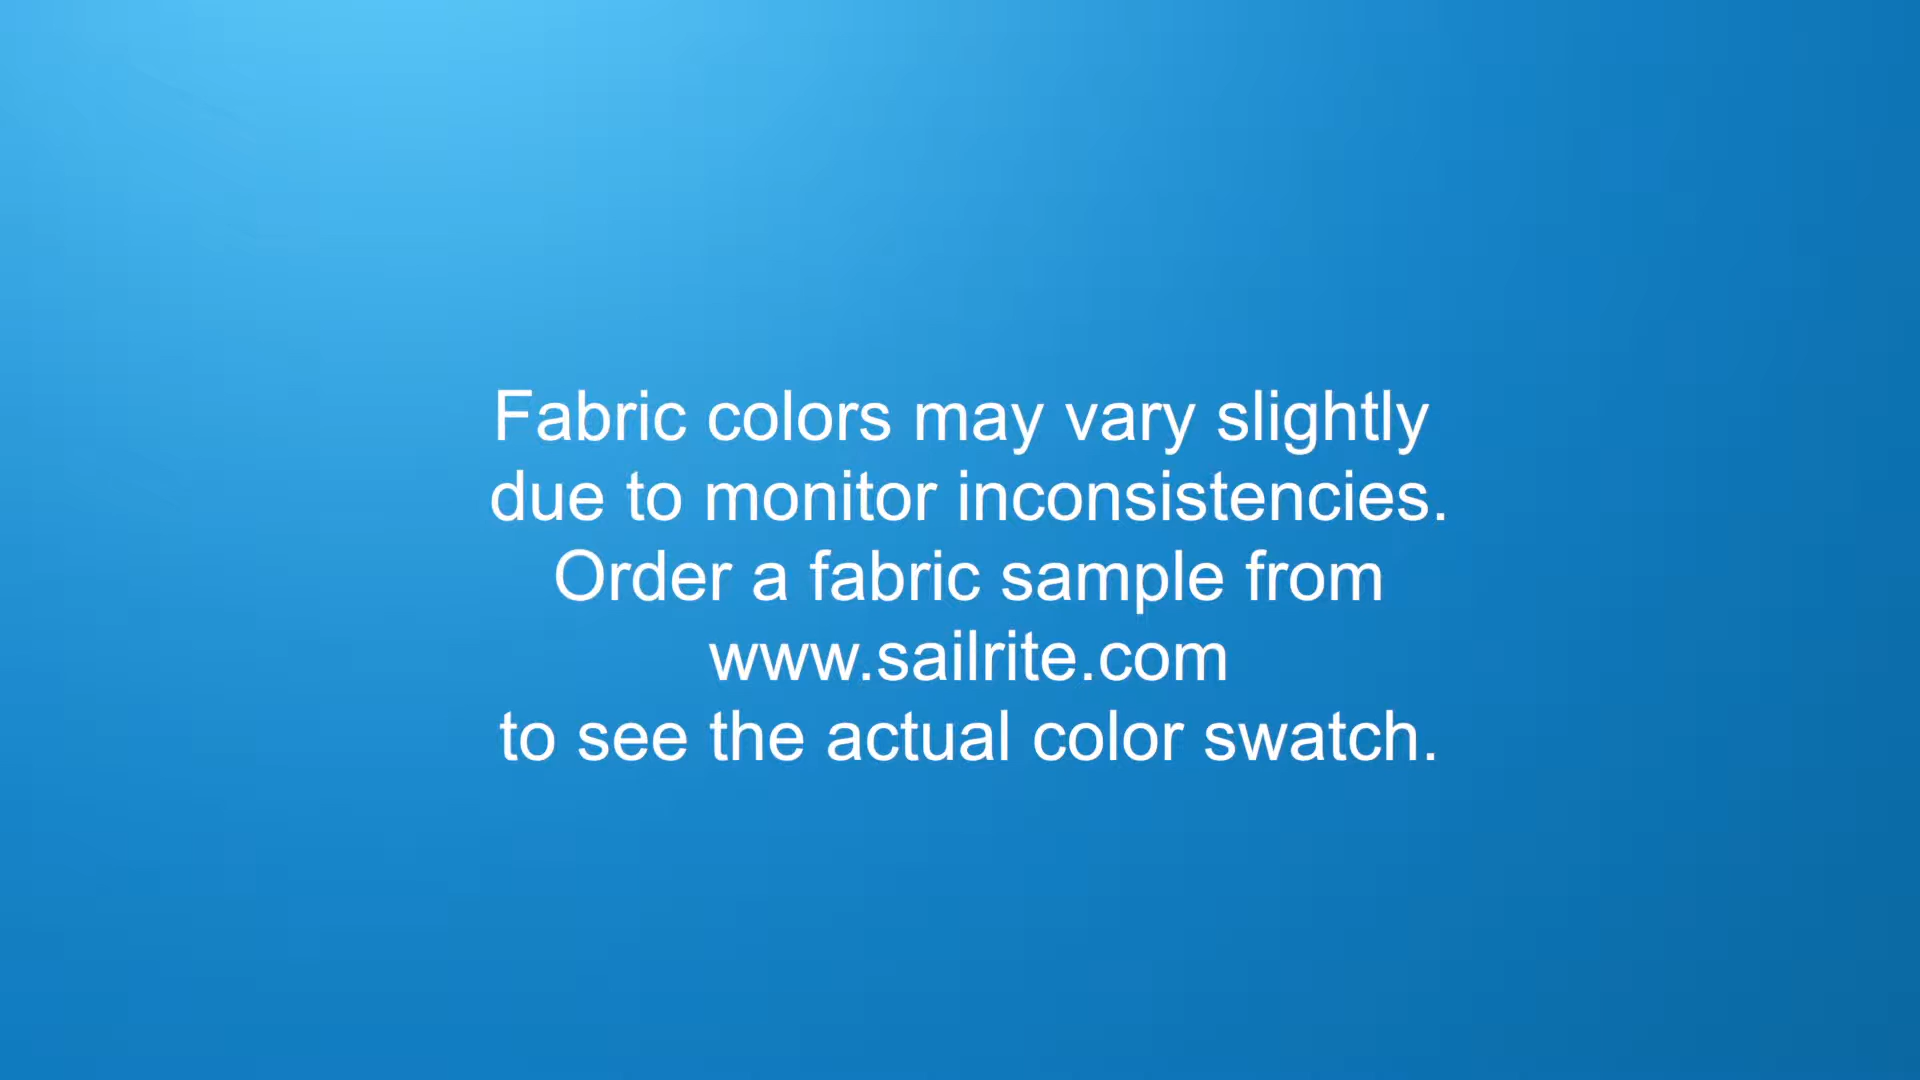 Fabric colors may vary slightly
due to monitor inconsistencies.
Order a fabric sample from
www.sailrite.com
to see the actual color swatch.